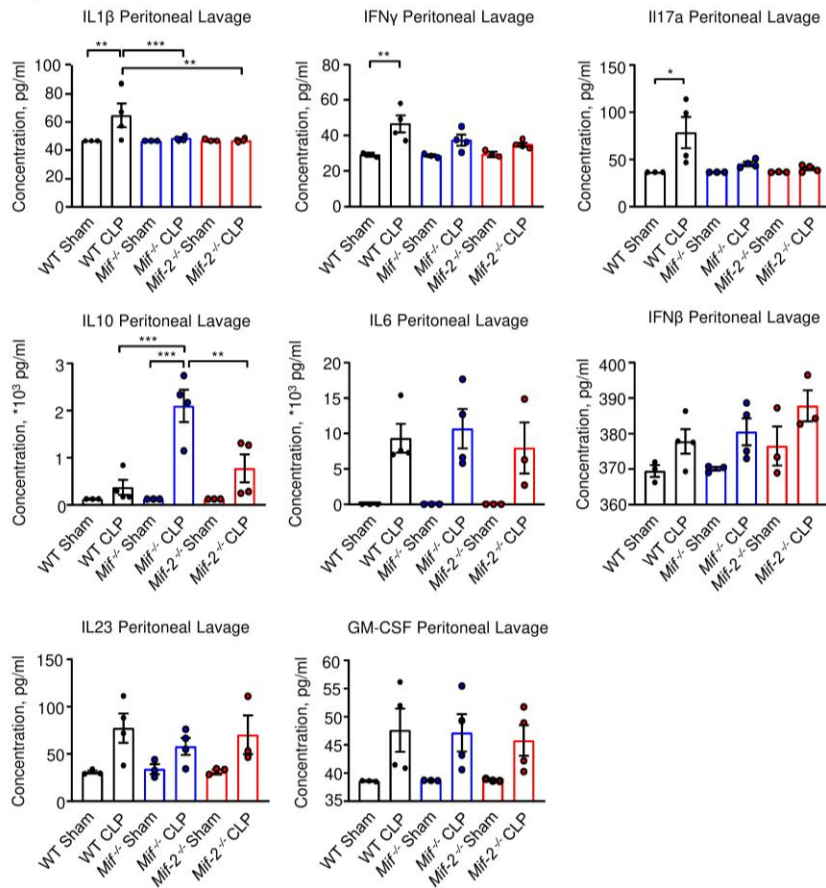 IL1β Peritoneal Lavage
** ***
**
Concentration, pg/ml
100
80
60
40
20
0
WT Sham
WT CLP
Mif-/- Sham
Mif-/- CLP
Mif-2-/- Sham
Mif-2-/- CLP
IFNγ Peritoneal Lavage
**
Concentration, pg/ml
80
60
40
20
0
WT Sham
WT CLP
Mif-/- Sham
Mif-/- CLP
Mif-2-/- Sham
Mif-2-/- CLP
Il17a Peritoneal Lavage
*
Concentration, pg/ml
150
100
50
0
WT Sham
WT CLP
Mif-/- Sham
Mif-/- CLP
Mif-2-/- Sham
Mif-2-/- CLP
IL10 Peritoneal Lavage
***
*** **
Concentration, *10³ pg/ml
3
2
1
0
WT Sham
WT CLP
Mif-/- Sham
Mif-/- CLP
Mif-2-/- Sham
Mif-2-/- CLP
IL6 Peritoneal Lavage
Concentration, *10³ pg/ml
20
15
10
5
0
WT Sham
WT CLP
Mif-/- Sham
Mif-/- CLP
Mif-2-/- Sham
Mif-2-/- CLP
IFNβ Peritoneal Lavage
Concentration, pg/ml
400
390
380
370
360
WT Sham
WT CLP
Mif-/- Sham
Mif-/- CLP
Mif-2-/- Sham
Mif-2-/- CLP
IL23 Peritoneal Lavage
Concentration, pg/ml
150
100
50
0
WT Sham
WT CLP
Mif-/- Sham
Mif-/- CLP
Mif-2-/- Sham
Mif-2-/- CLP
GM-CSF Peritoneal Lavage
Concentration, pg/ml
60
55
50
45
40
35
WT Sham
WT CLP
Mif-/- Sham
Mif-/- CLP
Mif-2-/- Sham
Mif-2-/- CLP